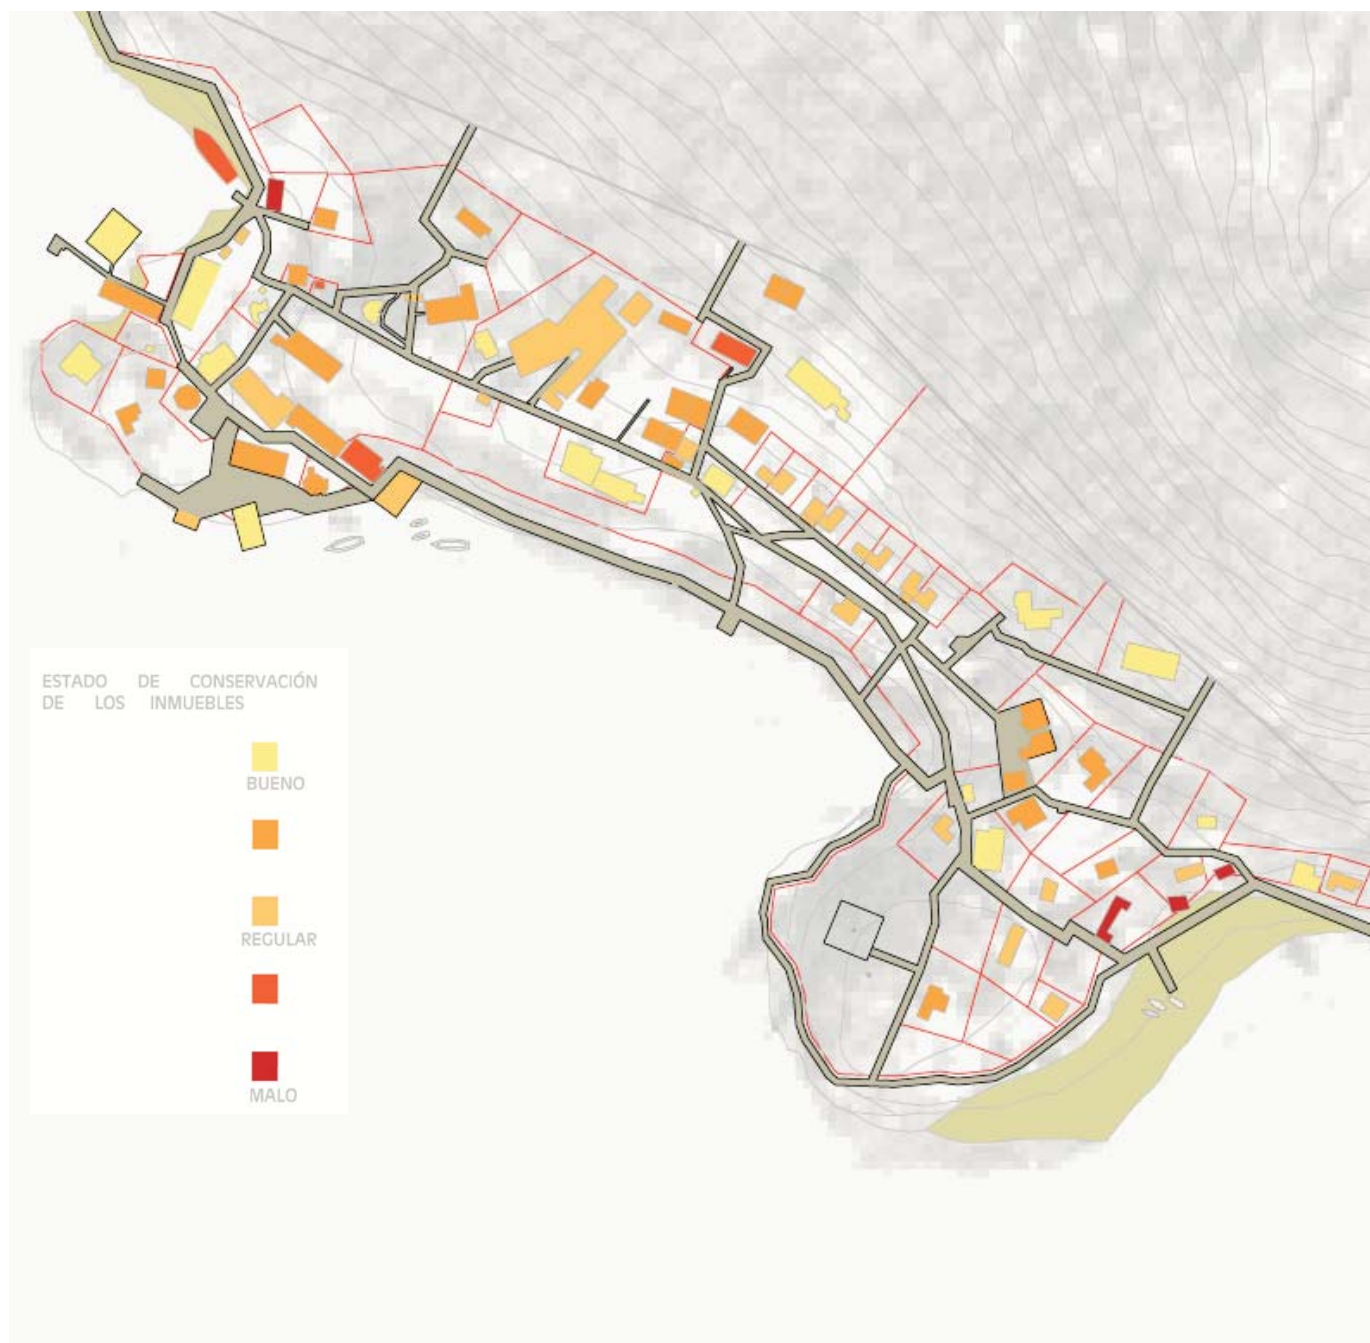 ESTADO DE CONSERVACIÓN
DE LOS INMUEBLES
BUENO
REGULAR
MALO